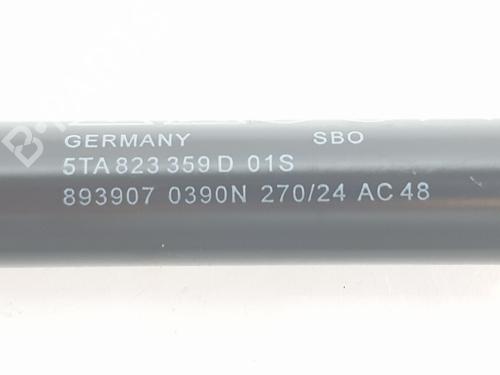 GERMANY SBO
5TA 823 359 D 01S
893907 0390N 270/24 AC 48